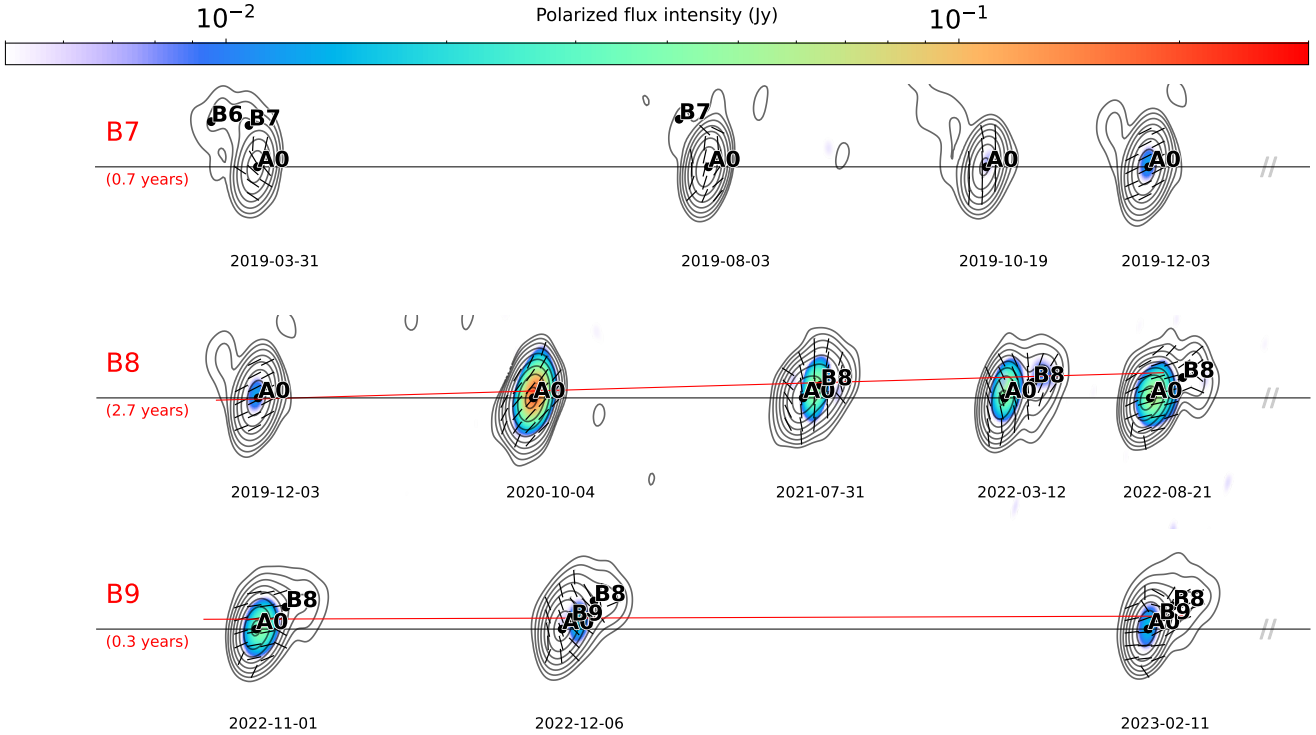 10−2 Polarized flux intensity (Jy) 10−1
B7
(0.7 years)
B6 B7
A0
B7
A0
A0
A0
//
2019-03-31 2019-08-03 2019-10-19 2019-12-03
B8
(2.7 years)
A0
A0
B8
A0
B8
A0
B8
A0
//
2019-12-03 2020-10-04 2021-07-31 2022-03-12 2022-08-21
B9
(0.3 years)
B8
A0
B8
B9
A0
B8
B9
A0
//
2022-11-01 2022-12-06 2023-02-11